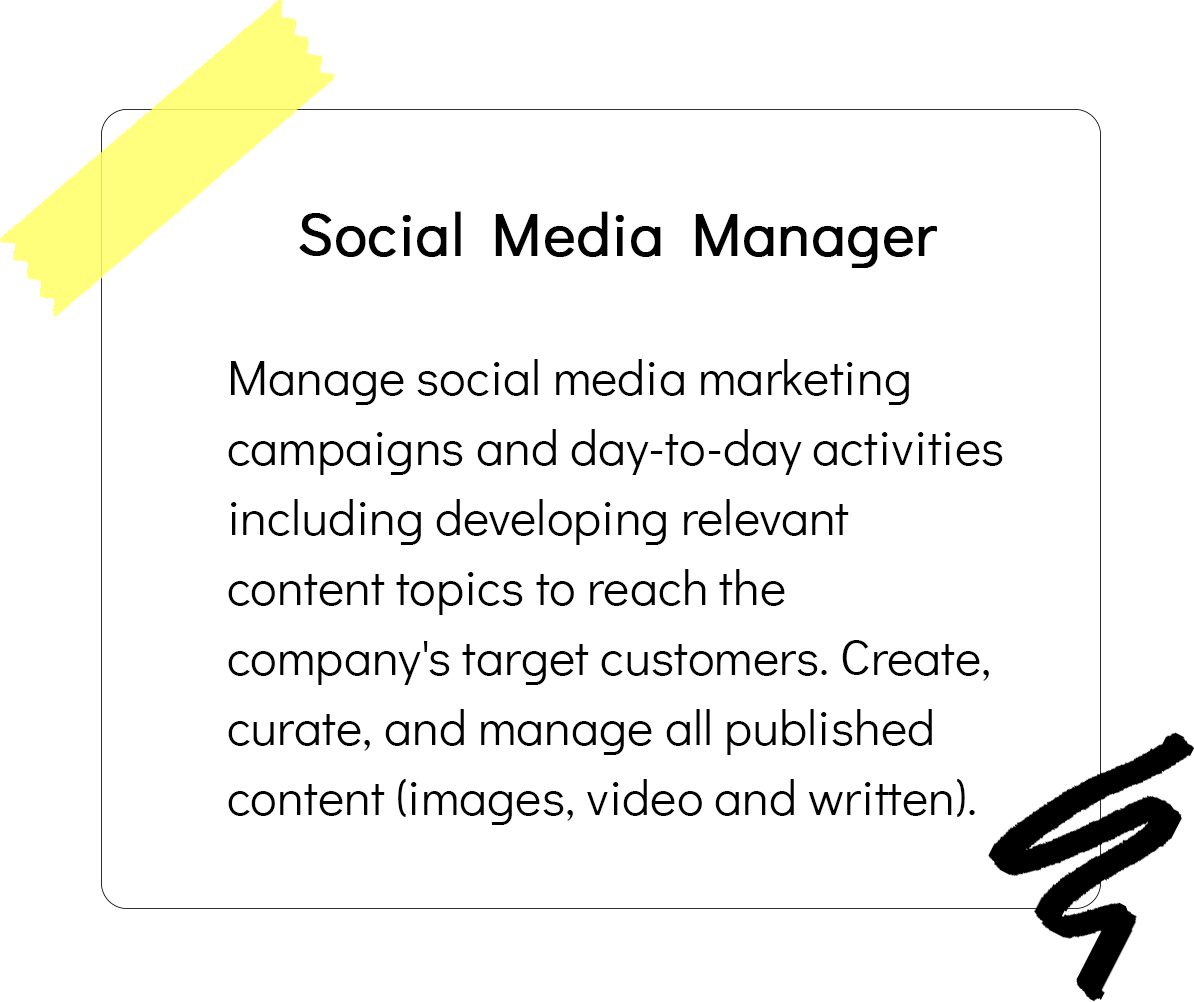 Social Media Manager
Manage social media marketing
campaigns and day-to-day activities
including developing relevant
content topics to reach the
company's target customers. Create,
curate, and manage all published
content (images, video and written).